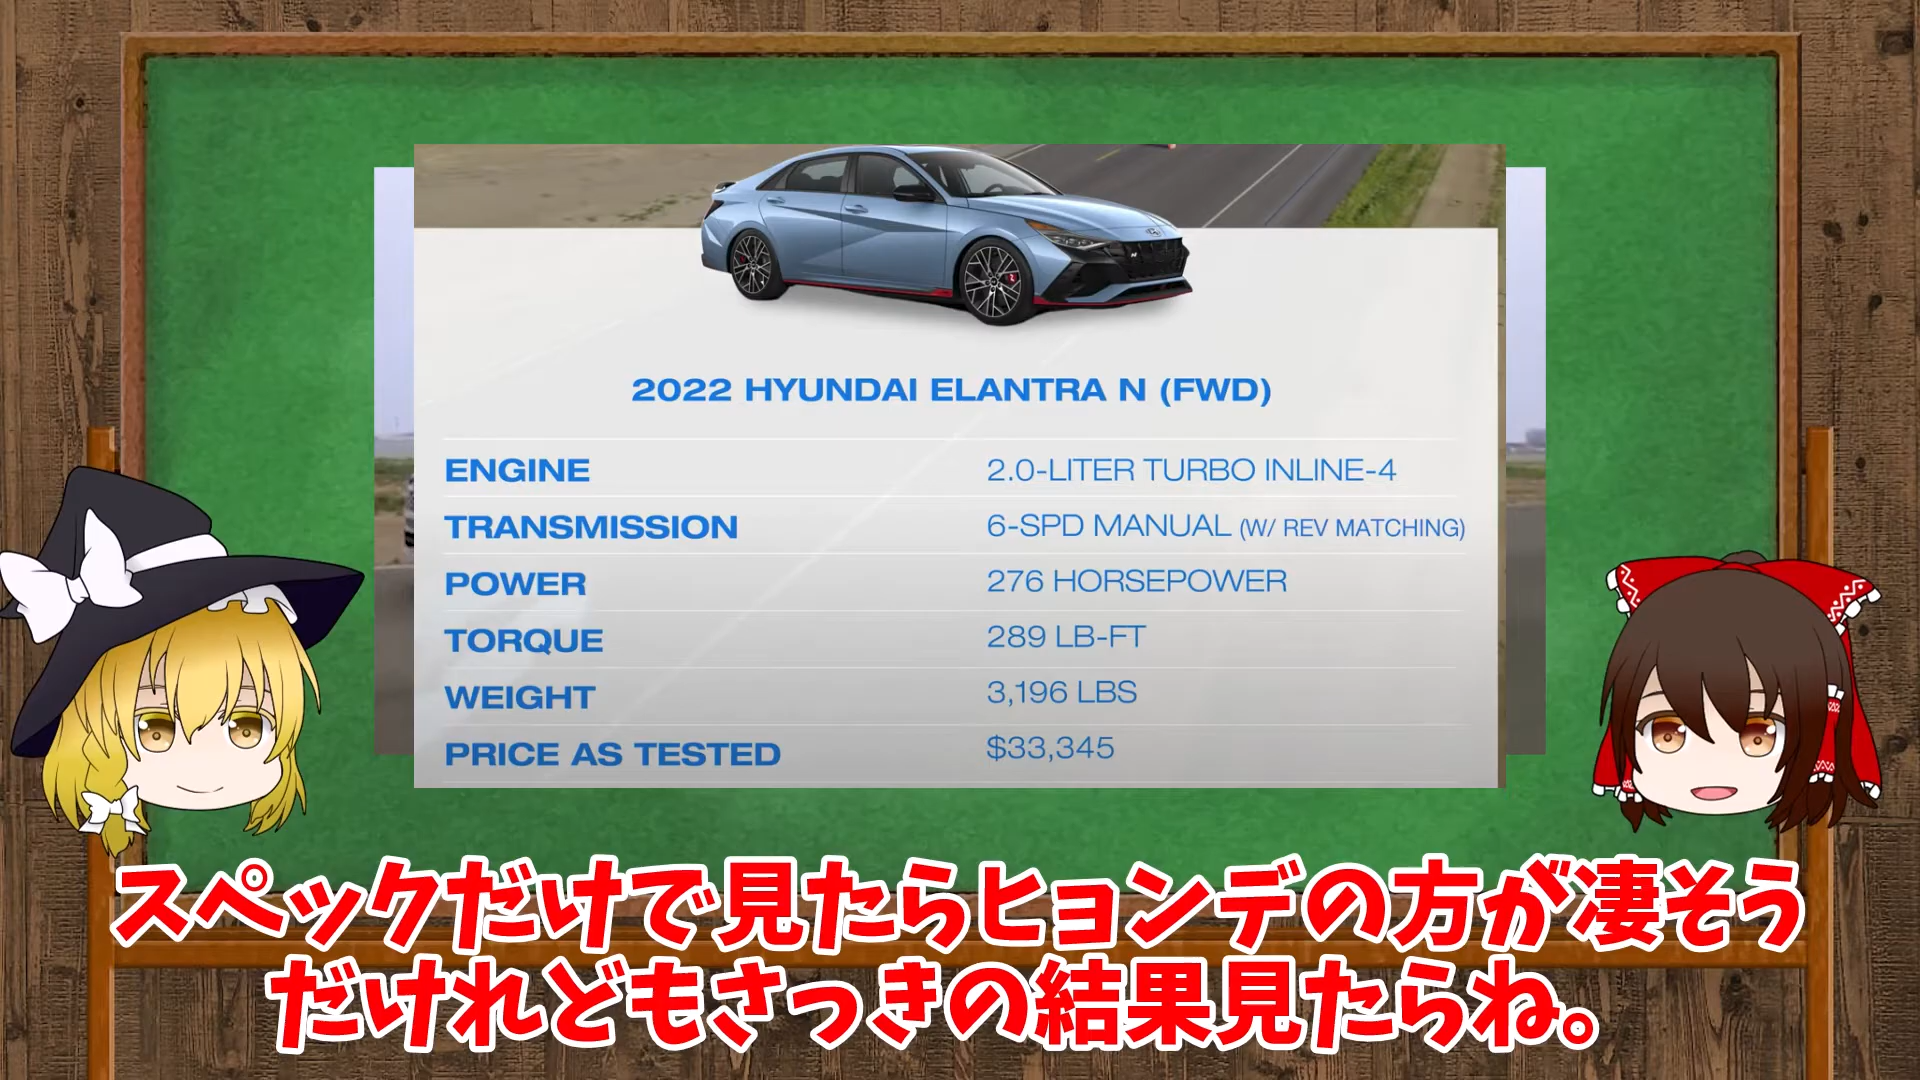 2022 HYUNDAI ELANTRA N (FWD)
ENGINE 2.0-LITER TURBO INLINE-4
TRANSMISSION 6-SPD MANUAL (W/ REV MATCHING)
POWER 276 HORSEPOWER
TORQUE 289 LB-FT
WEIGHT 3,196 LBS
PRICE AS TESTED $33,345
スペックだけで見たらヒョンデの方が凄そう
だけれどもさっきの結果見たらね。